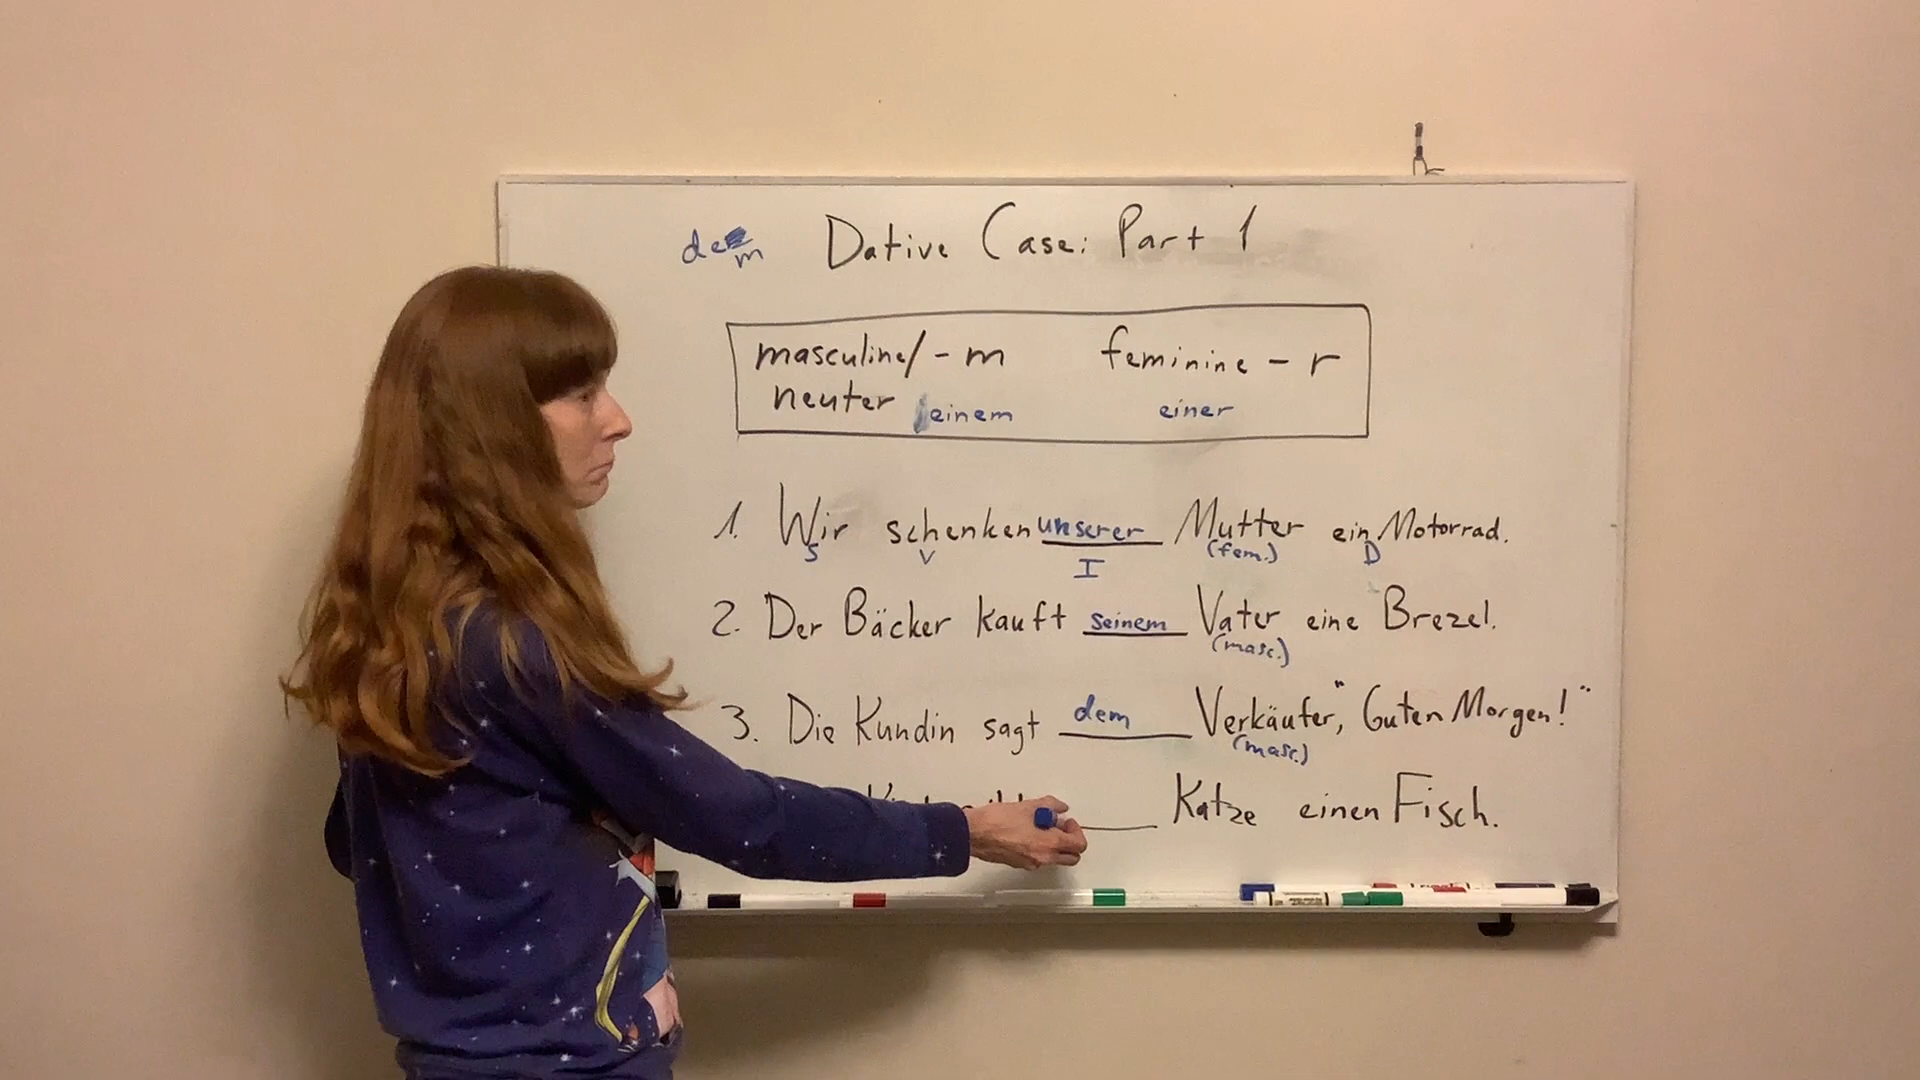 dem Dative Case: Part 1
masculine/ - m feminine - r
neuter einem einer
1. Wir schenken unserer Mutter ein Motorrad.
S V I (fem.) D
2. Der Bäcker kauft seinem Vater eine Brezel.
(masc.)
3. Die Kundin sagt dem Verkäufer, "Guten Morgen!"
(masc.)
Katze einen Fisch.